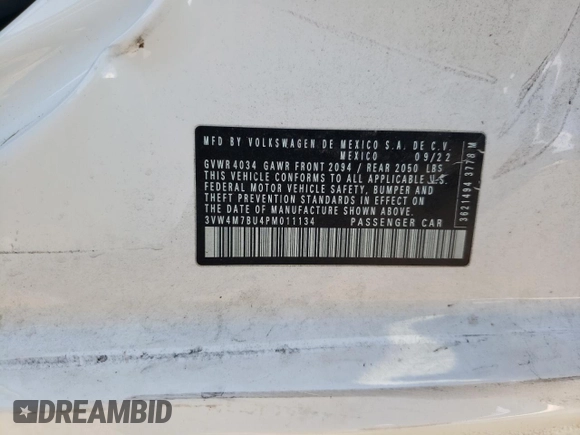 MFD BY VOLKSWAGEN DE MEXICO S.A. DE C.V.
MEXICO 09/22
GVWR 4034 GAWR FRONT 2094 / REAR 2050 LBS
THIS VEHICLE CONFORMS TO ALL APPLICABLE U.S.
FEDERAL MOTOR VEHICLE SAFETY, BUMPER AND
THEFT PREVENTION STANDARDS IN EFFECT ON
THE DATE OF MANUFACTURE SHOWN ABOVE.
3VW4M7BU4PM011134 PASSENGER CAR
3621494 3778 M
DREAMBID